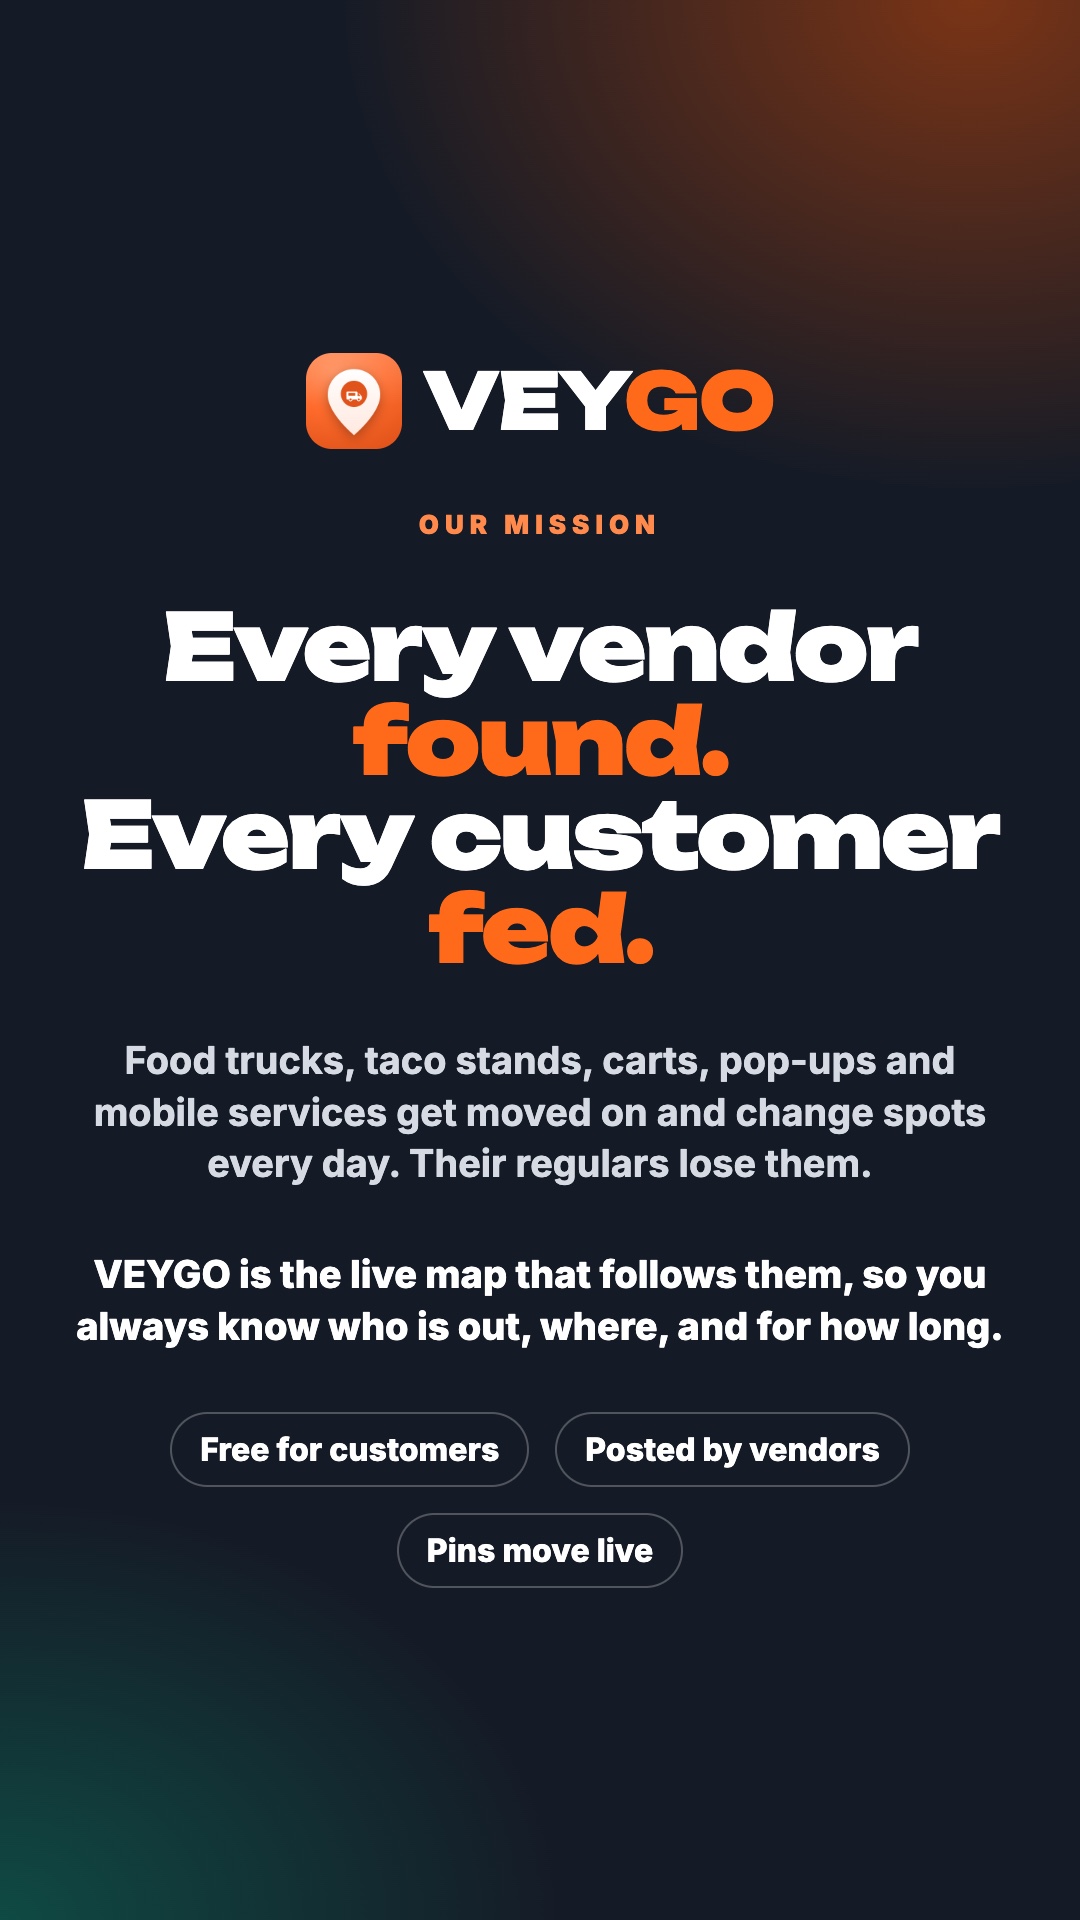 VEYGO
OUR MISSION
Every vendor
found.
Every customer
fed.
Food trucks, taco stands, carts, pop-ups and
mobile services get moved on and change spots
every day. Their regulars lose them.
VEYGO is the live map that follows them, so you
always know who is out, where, and for how long.
Free for customers
Posted by vendors
Pins move live